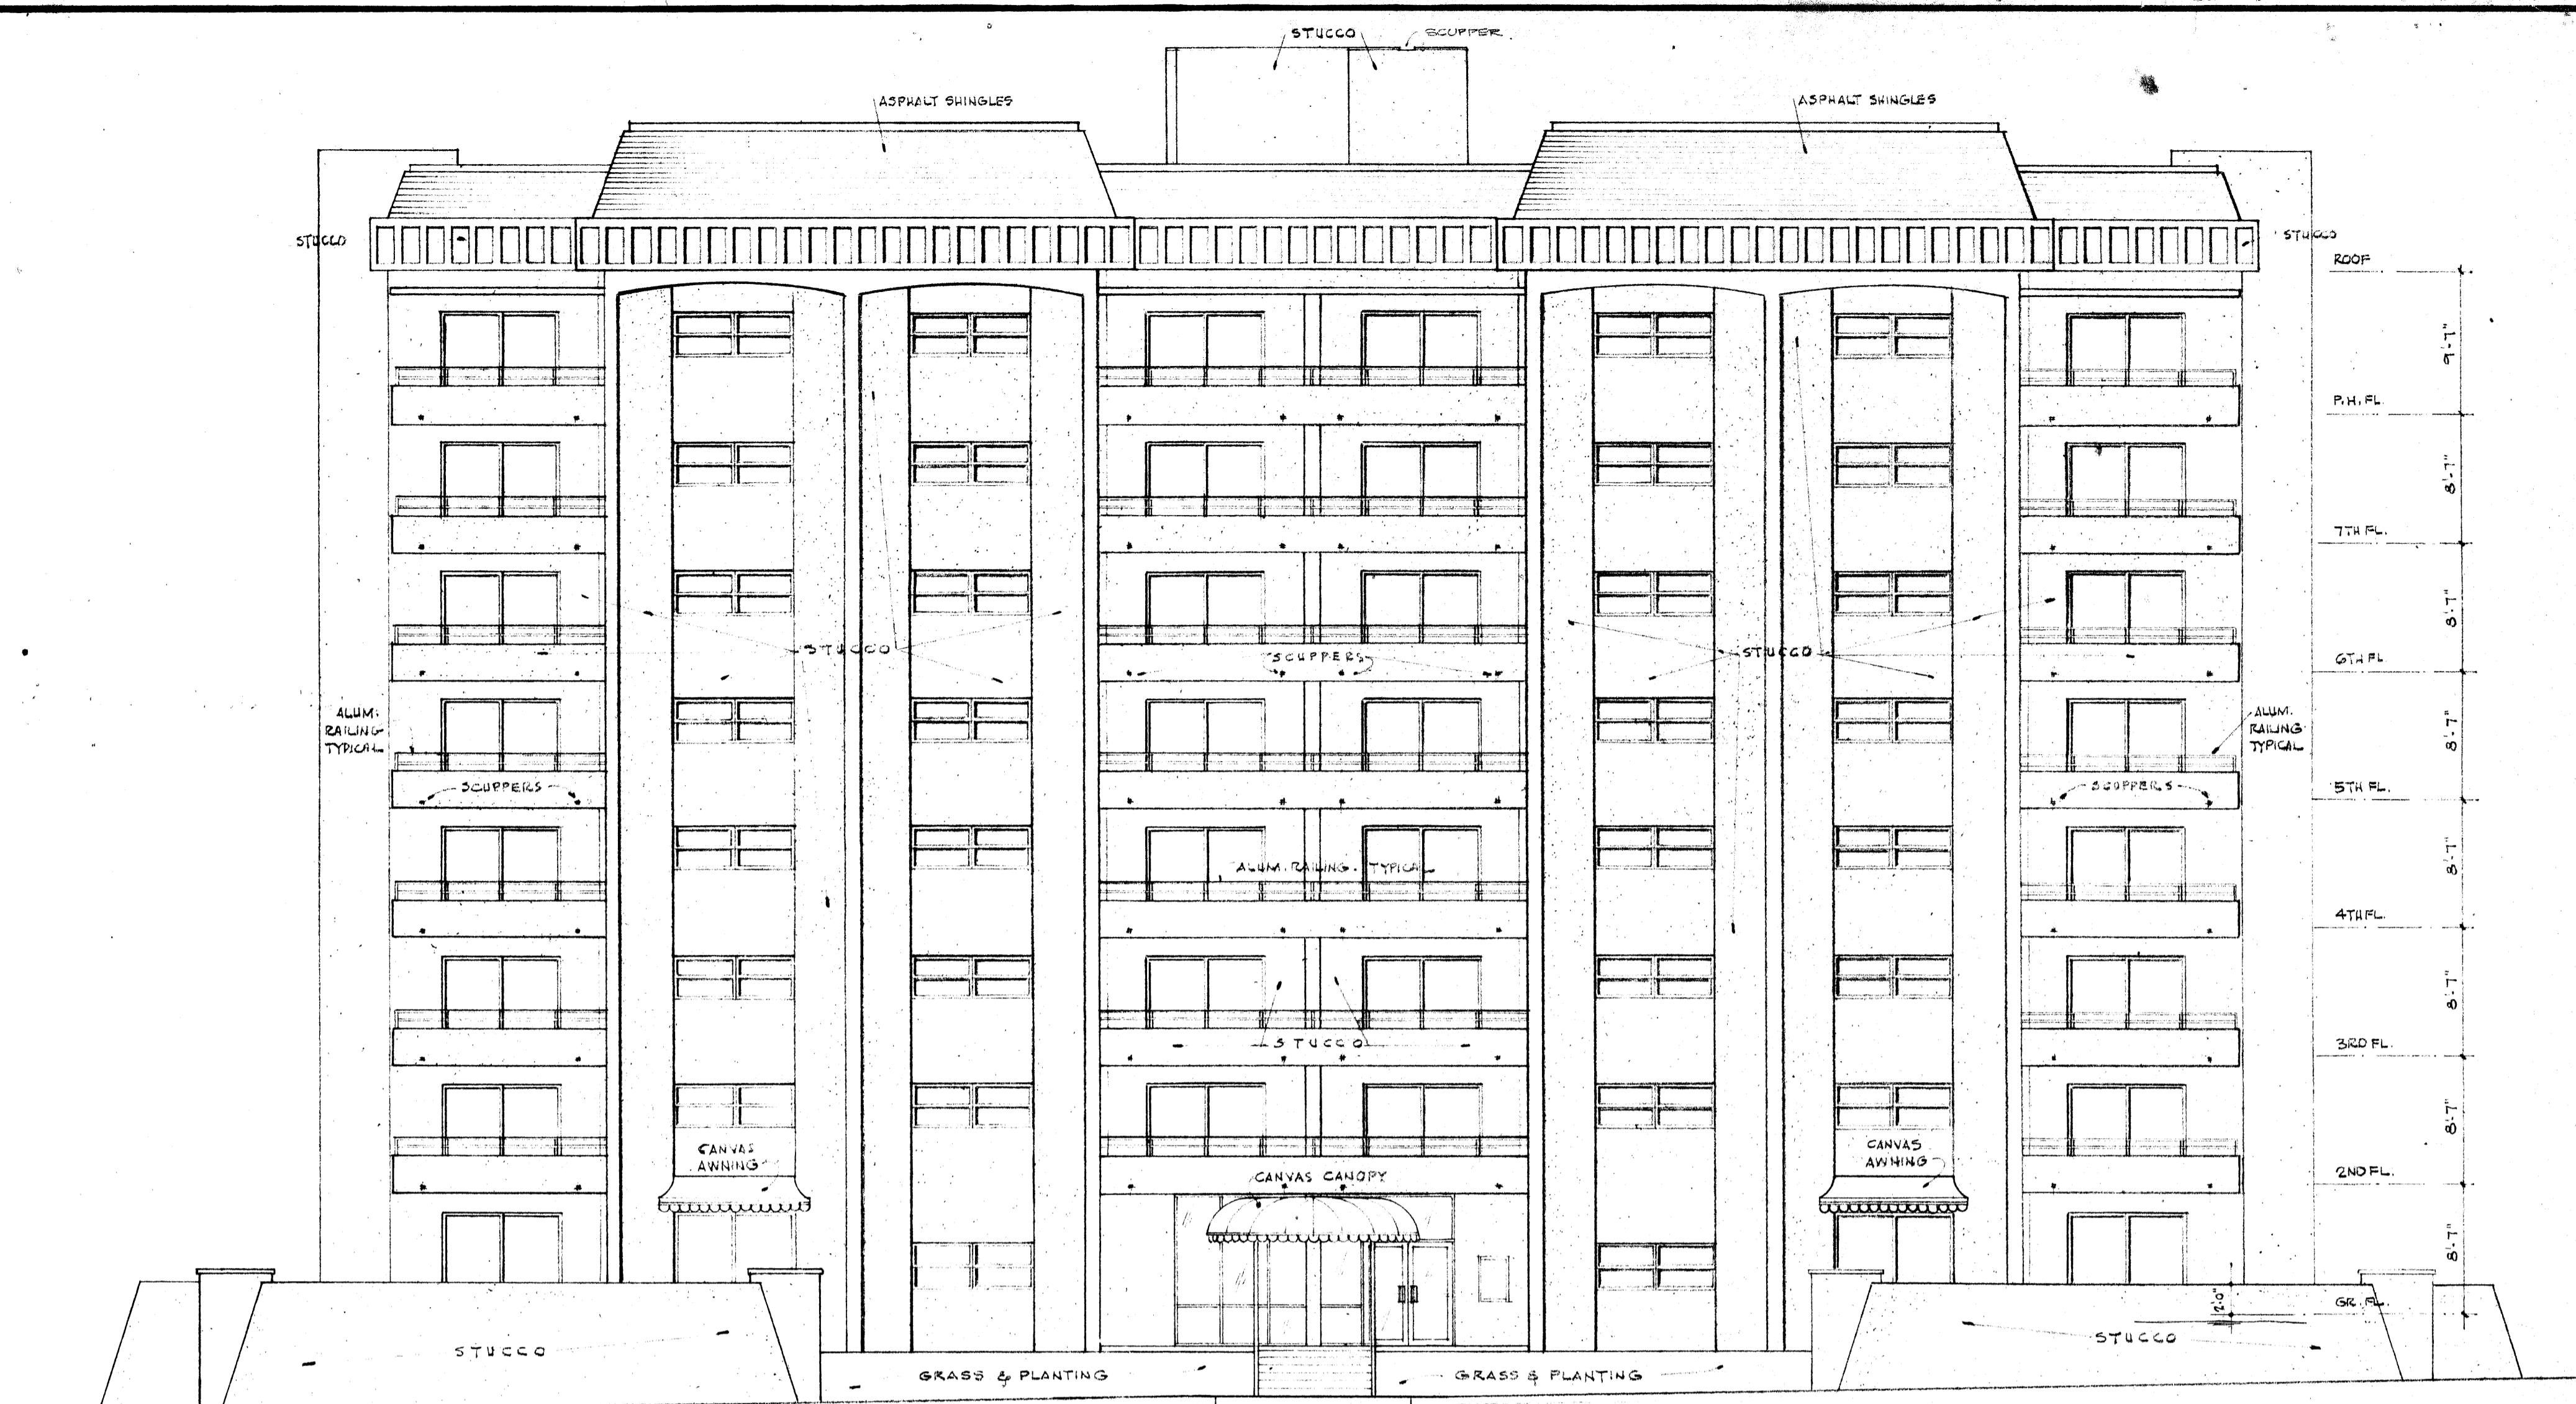 STUCCO
SCUPPER
ASPHALT SHINGLES
ASPHALT SHINGLES
STUCCO
STUCCO
ROOF
9'-7"
P.H. FL.
8'-7"
7TH FL.
8'-7"
STUCCO
SCUPPERS
STUCCO
6TH FL
ALUM.
RAILING
TYPICAL
ALUM.
RAILING
TYPICAL
8'-7"
SCUPPERS
SCUPPERS
5TH FL.
8'-7"
ALUM. RAILING. TYPICAL
4TH FL.
8'-7"
STUCCO
3RD FL.
8'-7"
CANVAS
AWNING
CANVAS
AWNING
CANVAS CANOPY
2ND FL.
8'-7"
2'-0"
GR. FL.
STUCCO
STUCCO
GRASS & PLANTING
GRASS & PLANTING